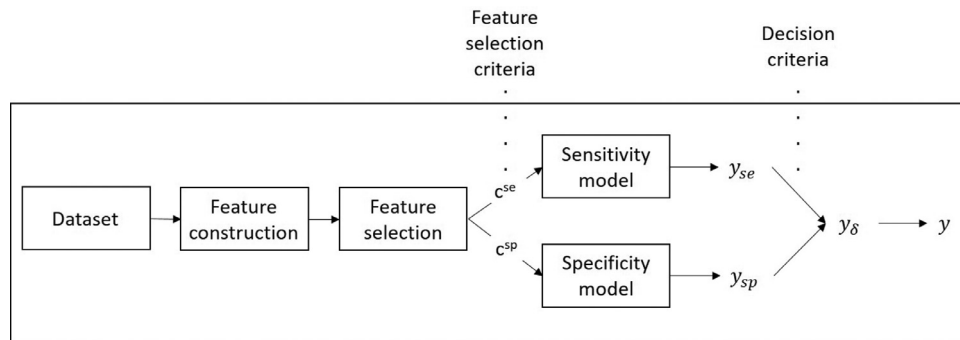 Feature
selection
criteria
Decision
criteria
Dataset
Feature
construction
Feature
selection
c^se
c^sp
Sensitivity
model
Specificity
model
y_se
y_sp
y_δ
y